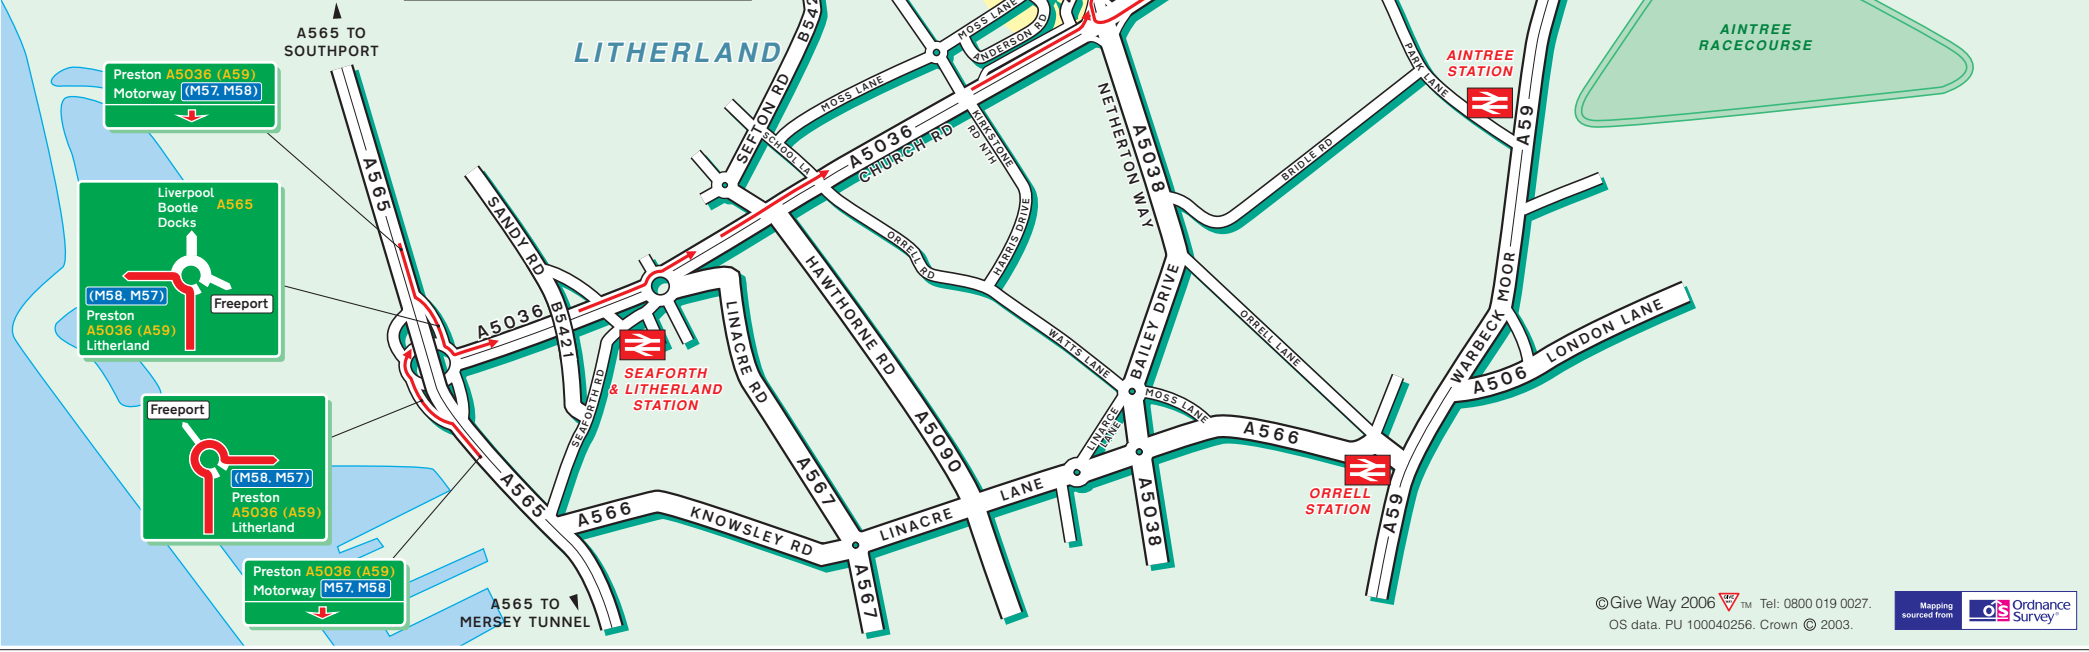 A565 TO
SOUTHPORT
LITHERLAND
B542
MOSS LANE
ANDERSON RD
PARK LANE
AINTREE
STATION
AINTREE
RACECOURSE
Preston A5036 (A59)
Motorway (M57, M58)
A565
SEFTON RD
MOSS LANE
SCHOOL LA
A5036
CHURCH RD
KIRKSTONE
RD NTH
NETHERTON WAY
A5038
BRIDLE RD
A59
Liverpool
Bootle
Docks
A565
Freeport
(M58, M57)
Preston
A5036 (A59)
Litherland
SANDY RD
A5036
B5421
ORRELL RD
HARRIS DRIVE
HAWTHORNE RD
LINACRE RD
SEAFORTH
& LITHERLAND
STATION
SEAFORTH RD
WATTS LANE
BAILEY DRIVE
ORRELL LANE
WARBECK MOOR
A506
LONDON LANE
MOSS LANE
LINARCE
LANE
Freeport
(M58, M57)
Preston
A5036 (A59)
Litherland
A565
A566
KNOWSLEY RD
A567
A5090
LINACRE
LANE
A566
A5038
ORRELL
STATION
A59
A567
Preston A5036 (A59)
Motorway M57, M58
A565 TO
MERSEY TUNNEL
©Give Way 2006 GIVE WAY TM Tel: 0800 019 0027.
OS data. PU 100040256. Crown © 2003.
Mapping
sourced from
OS
Ordnance
Survey®